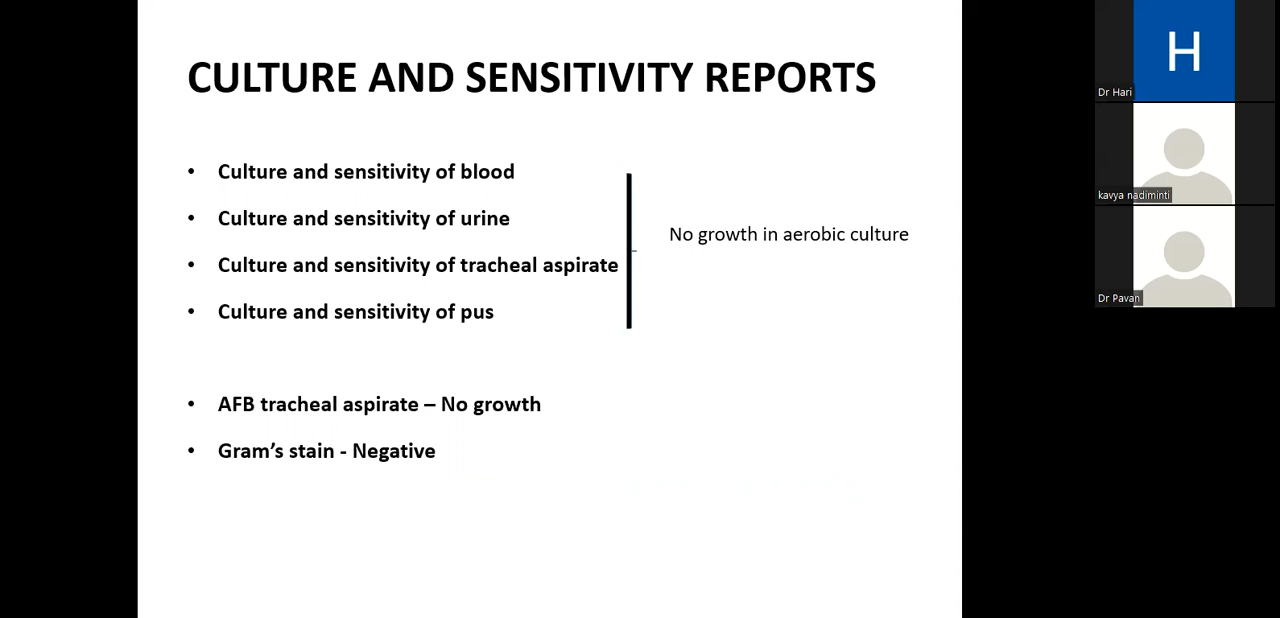 CULTURE AND SENSITIVITY REPORTS
• Culture and sensitivity of blood
• Culture and sensitivity of urine
• Culture and sensitivity of tracheal aspirate
• Culture and sensitivity of pus
No growth in aerobic culture
• AFB tracheal aspirate – No growth
• Gram’s stain - Negative
H
Dr Hari
kavya nadiminti
Dr Pavan